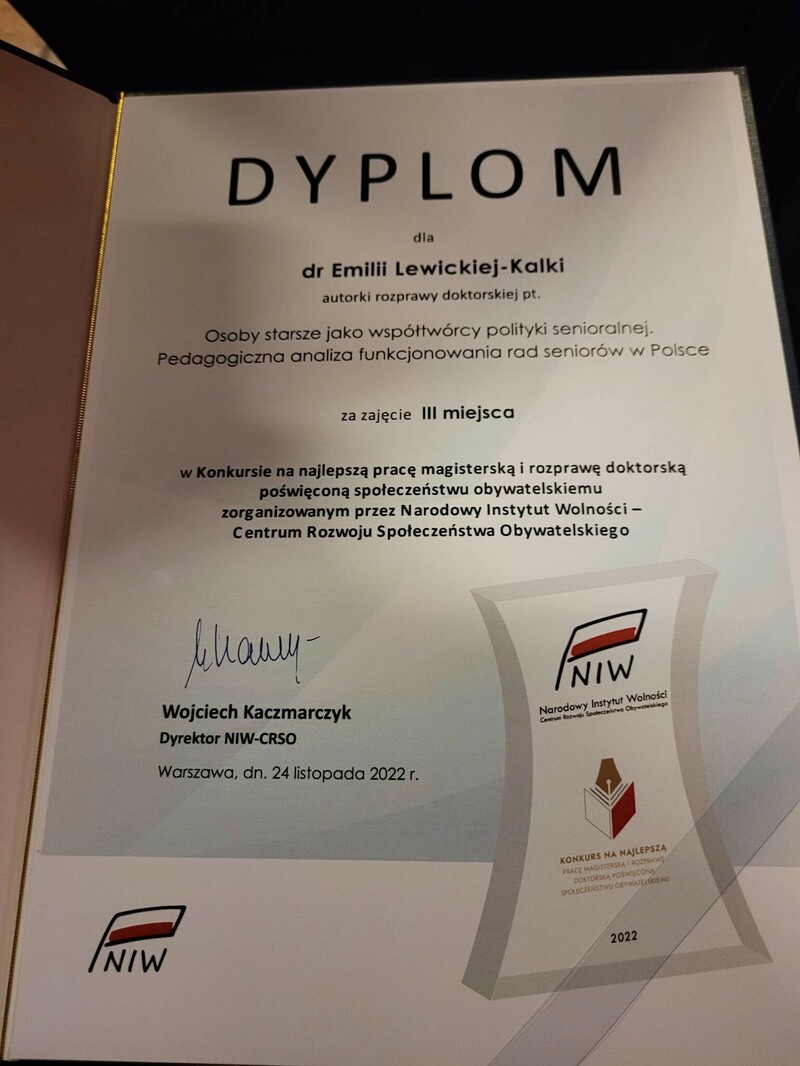 DYPLOM
dla
dr Emilii Lewickiej-Kalki
autorki rozprawy doktorskiej pt.
Osoby starsze jako współtwórcy polityki senioralnej.
Pedagogiczna analiza funkcjonowania rad seniorów w Polsce
za zajęcie III miejsca
w Konkursie na najlepszą pracę magisterską i rozprawę doktorską
poświęconą społeczeństwu obywatelskiemu
zorganizowanym przez Narodowy Instytut Wolności –
Centrum Rozwoju Społeczeństwa Obywatelskiego
Wojciech Kaczmarczyk
Dyrektor NIW-CRSO
Warszawa, dn. 24 listopada 2022 r.
NIW
NIW
Narodowy Instytut Wolności
Centrum Rozwoju Społeczeństwa Obywatelskiego
KONKURS NA NAJLEPSZĄ
PRACĘ MAGISTERSKĄ I ROZPRAWĘ
DOKTORSKĄ POŚWIĘCONĄ
SPOŁECZEŃSTWU OBYWATELSKIEMU
2022